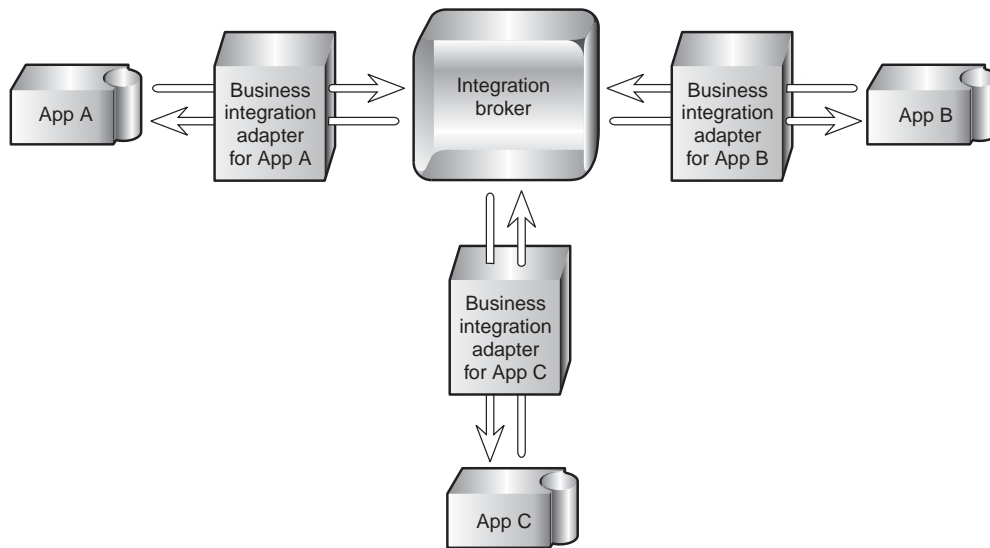 App A
Business
integration
adapter
for App A
Integration
broker
Business
integration
adapter
for App B
App B
Business
integration
adapter
for App C
App C